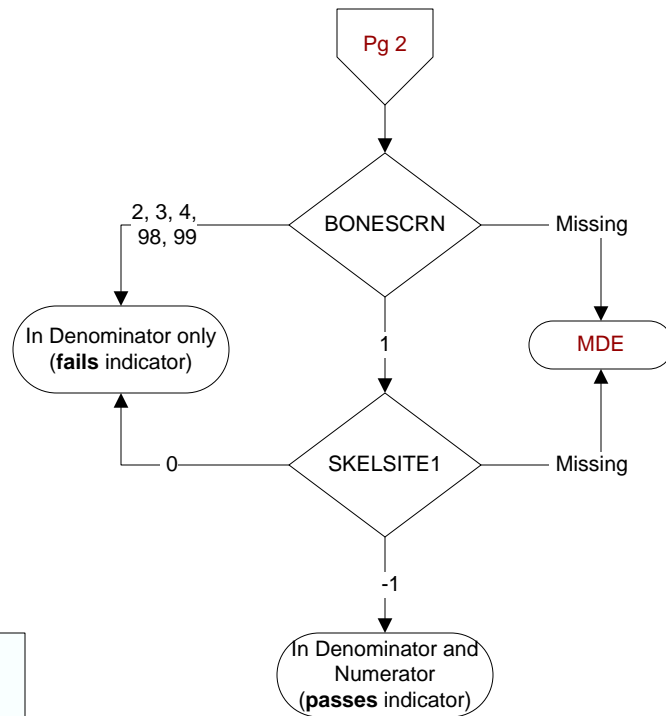 Pg 2
BONESCRN
2, 3, 4,
98, 99
Missing
In Denominator only
(fails indicator)
MDE
1
SKELSITE1
0
Missing
-1
In Denominator and
Numerator
(passes indicator)